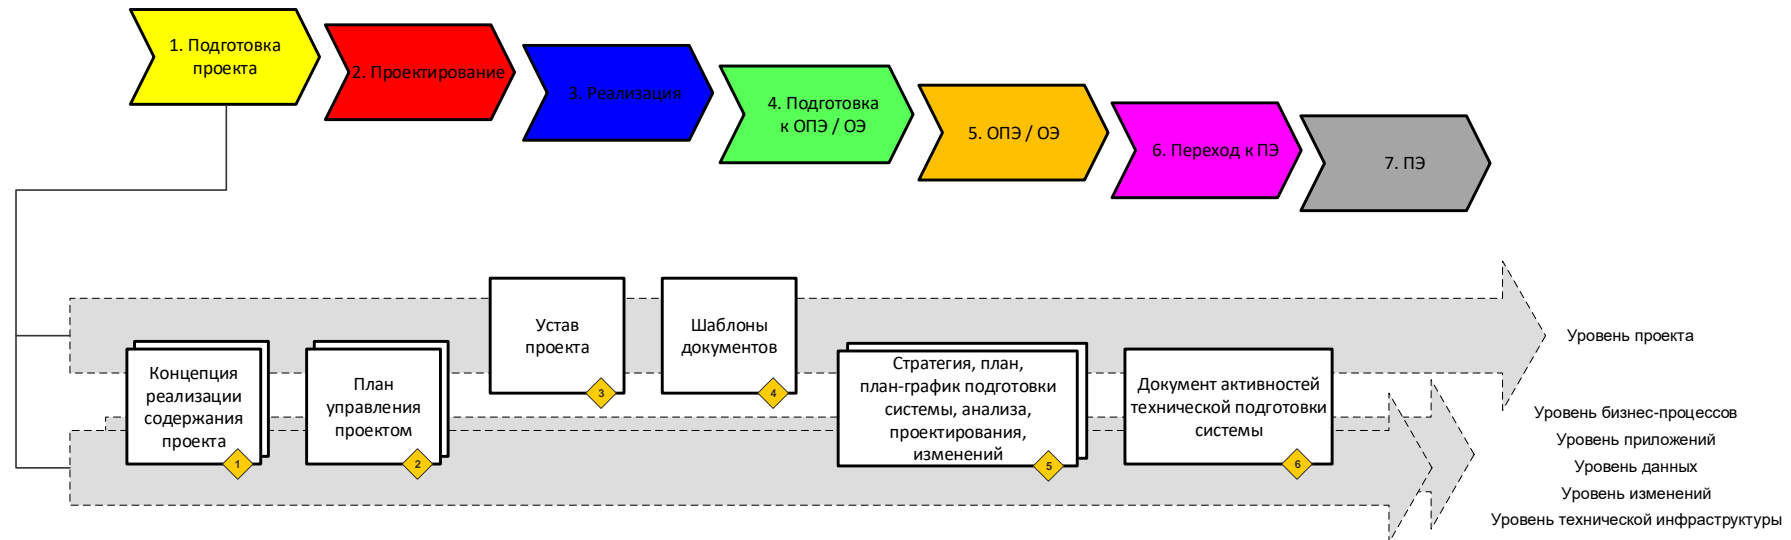 1. Подготовка
проекта
2. Проектирование
3. Реализация
4. Подготовка
к ОПЭ / ОЭ
5. ОПЭ / ОЭ
6. Переход к ПЭ
7. ПЭ
Устав
проекта
3
Шаблоны
документов
4
Уровень проекта
Концепция
реализации
содержания
проекта
1
План
управления
проектом
2
Стратегия, план,
план-график подготовки
системы, анализа,
проектирования,
изменений
5
Документ активностей
технической подготовки
системы
6
Уровень бизнес-процессов
Уровень приложений
Уровень данных
Уровень изменений
Уровень технической инфраструктуры